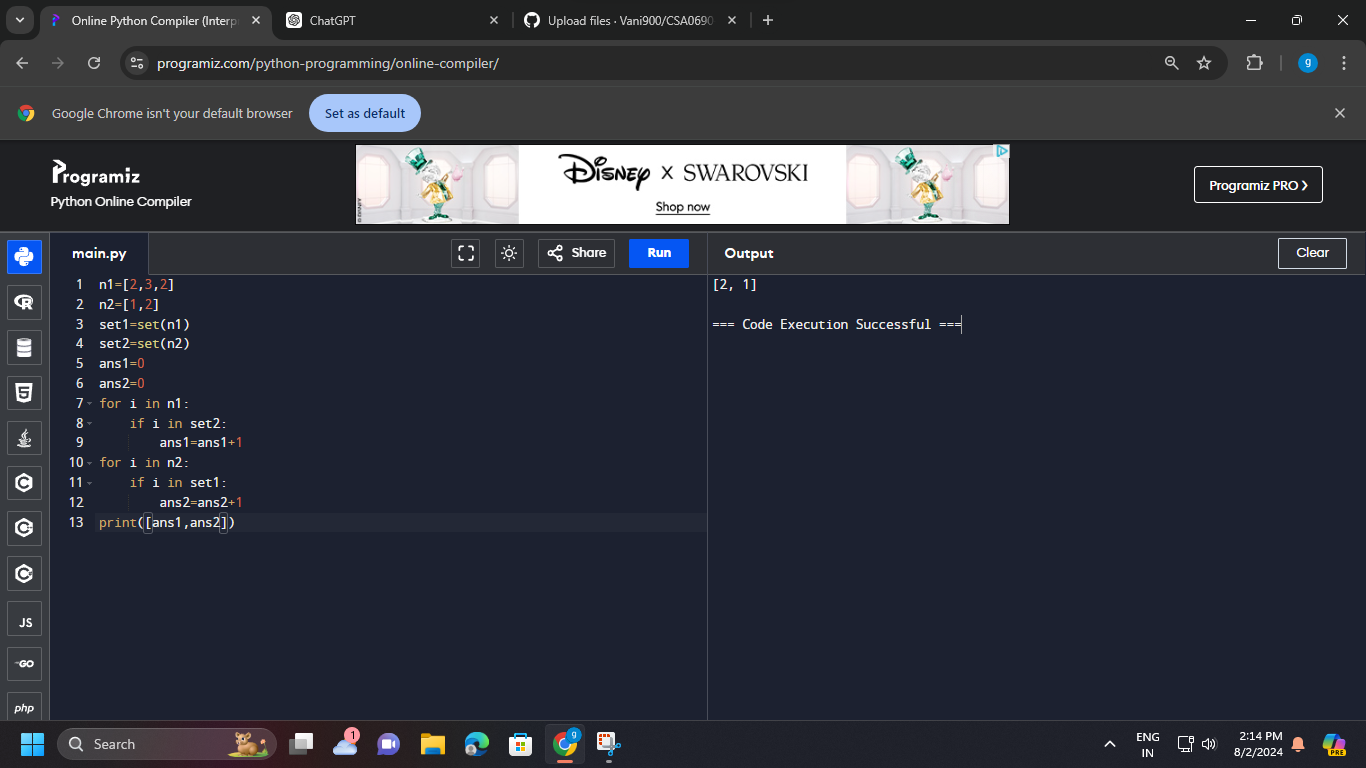 Online Python Compiler (Interp
ChatGPT
Upload files · Vani900/CSA0690
programiz.com/python-programming/online-compiler/
g
Google Chrome isn't your default browser
Set as default
Programiz
Python Online Compiler
Disney × SWAROVSKI
Shop now
Programiz PRO ›
main.py
Share
Run
Output
Clear
1 n1=[2,3,2]
2 n2=[1,2]
3 set1=set(n1)
4 set2=set(n2)
5 ans1=0
6 ans2=0
7 for i in n1:
8 if i in set2:
9 ans1=ans1+1
10 for i in n2:
11 if i in set1:
12 ans2=ans2+1
13 print([ans1,ans2])
[2, 1]
=== Code Execution Successful ===
JS
GO
php
Search
1
9
ENG
IN
2:14 PM
8/2/2024
PRE